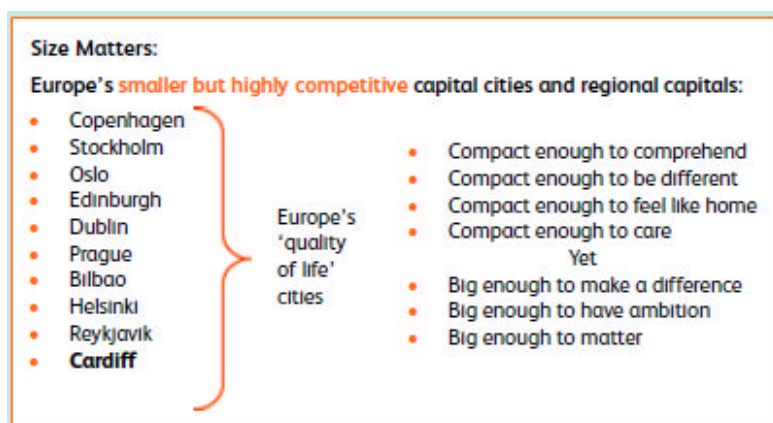 Size Matters:
Europe's smaller but highly competitive capital cities and regional capitals:
• Copenhagen
• Stockholm
• Oslo
• Edinburgh
• Dublin
• Prague
• Bilbao
• Helsinki
• Reykjavik
• Cardiff
Europe's
'quality
of life'
cities
• Compact enough to comprehend
• Compact enough to be different
• Compact enough to feel like home
• Compact enough to care
Yet
• Big enough to make a difference
• Big enough to have ambition
• Big enough to matter